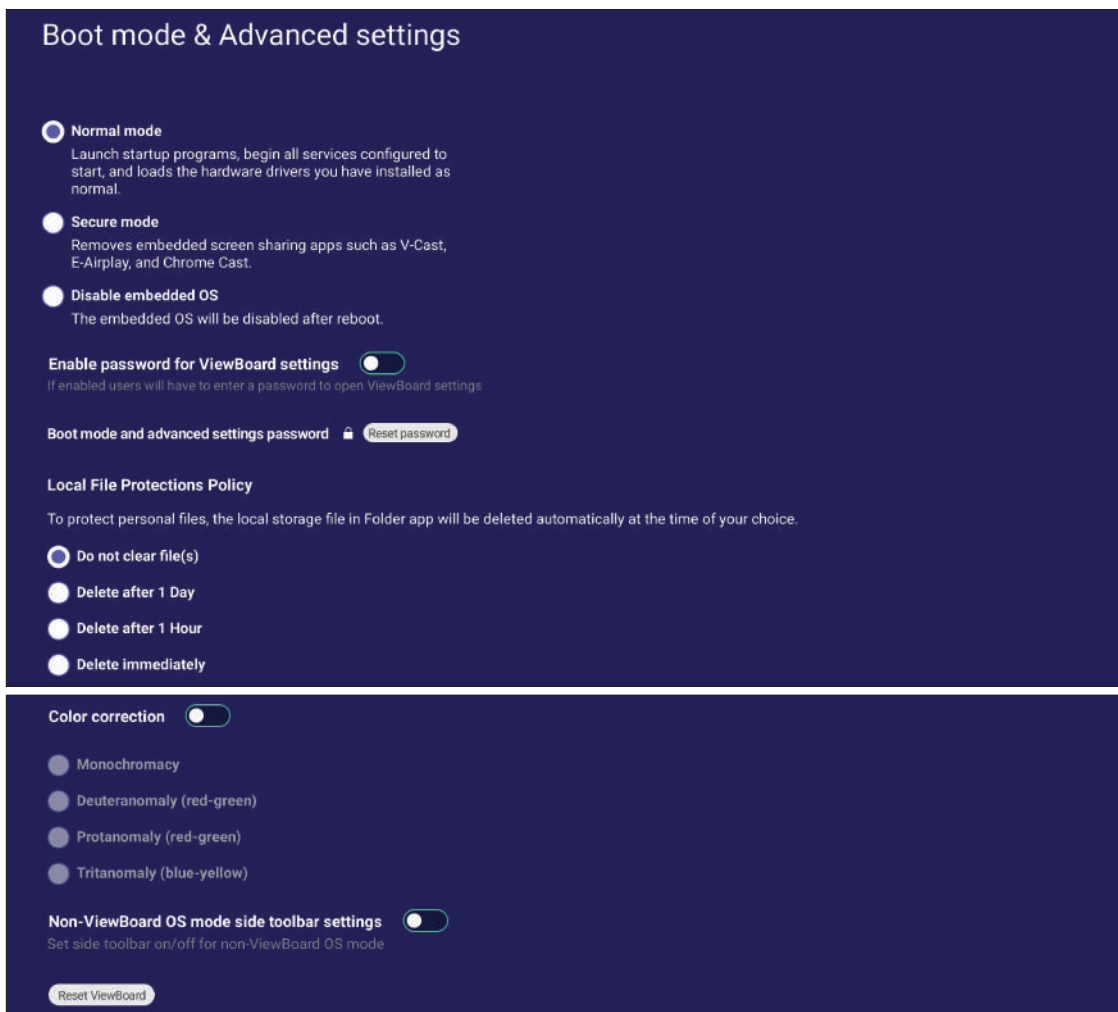 Boot mode & Advanced settings
Normal mode
Launch startup programs, begin all services configured to
start, and loads the hardware drivers you have installed as
normal.
Secure mode
Removes embedded screen sharing apps such as V-Cast,
E-Airplay, and Chrome Cast.
Disable embedded OS
The embedded OS will be disabled after reboot.
Enable password for ViewBoard settings
If enabled users will have to enter a password to open ViewBoard settings
Boot mode and advanced settings password Reset password
Local File Protections Policy
To protect personal files, the local storage file in Folder app will be deleted automatically at the time of your choice.
Do not clear file(s)
Delete after 1 Day
Delete after 1 Hour
Delete immediately
Color correction
Monochromacy
Deuteranomaly (red-green)
Protanomaly (red-green)
Tritanomaly (blue-yellow)
Non-ViewBoard OS mode side toolbar settings
Set side toolbar on/off for non-ViewBoard OS mode
Reset ViewBoard